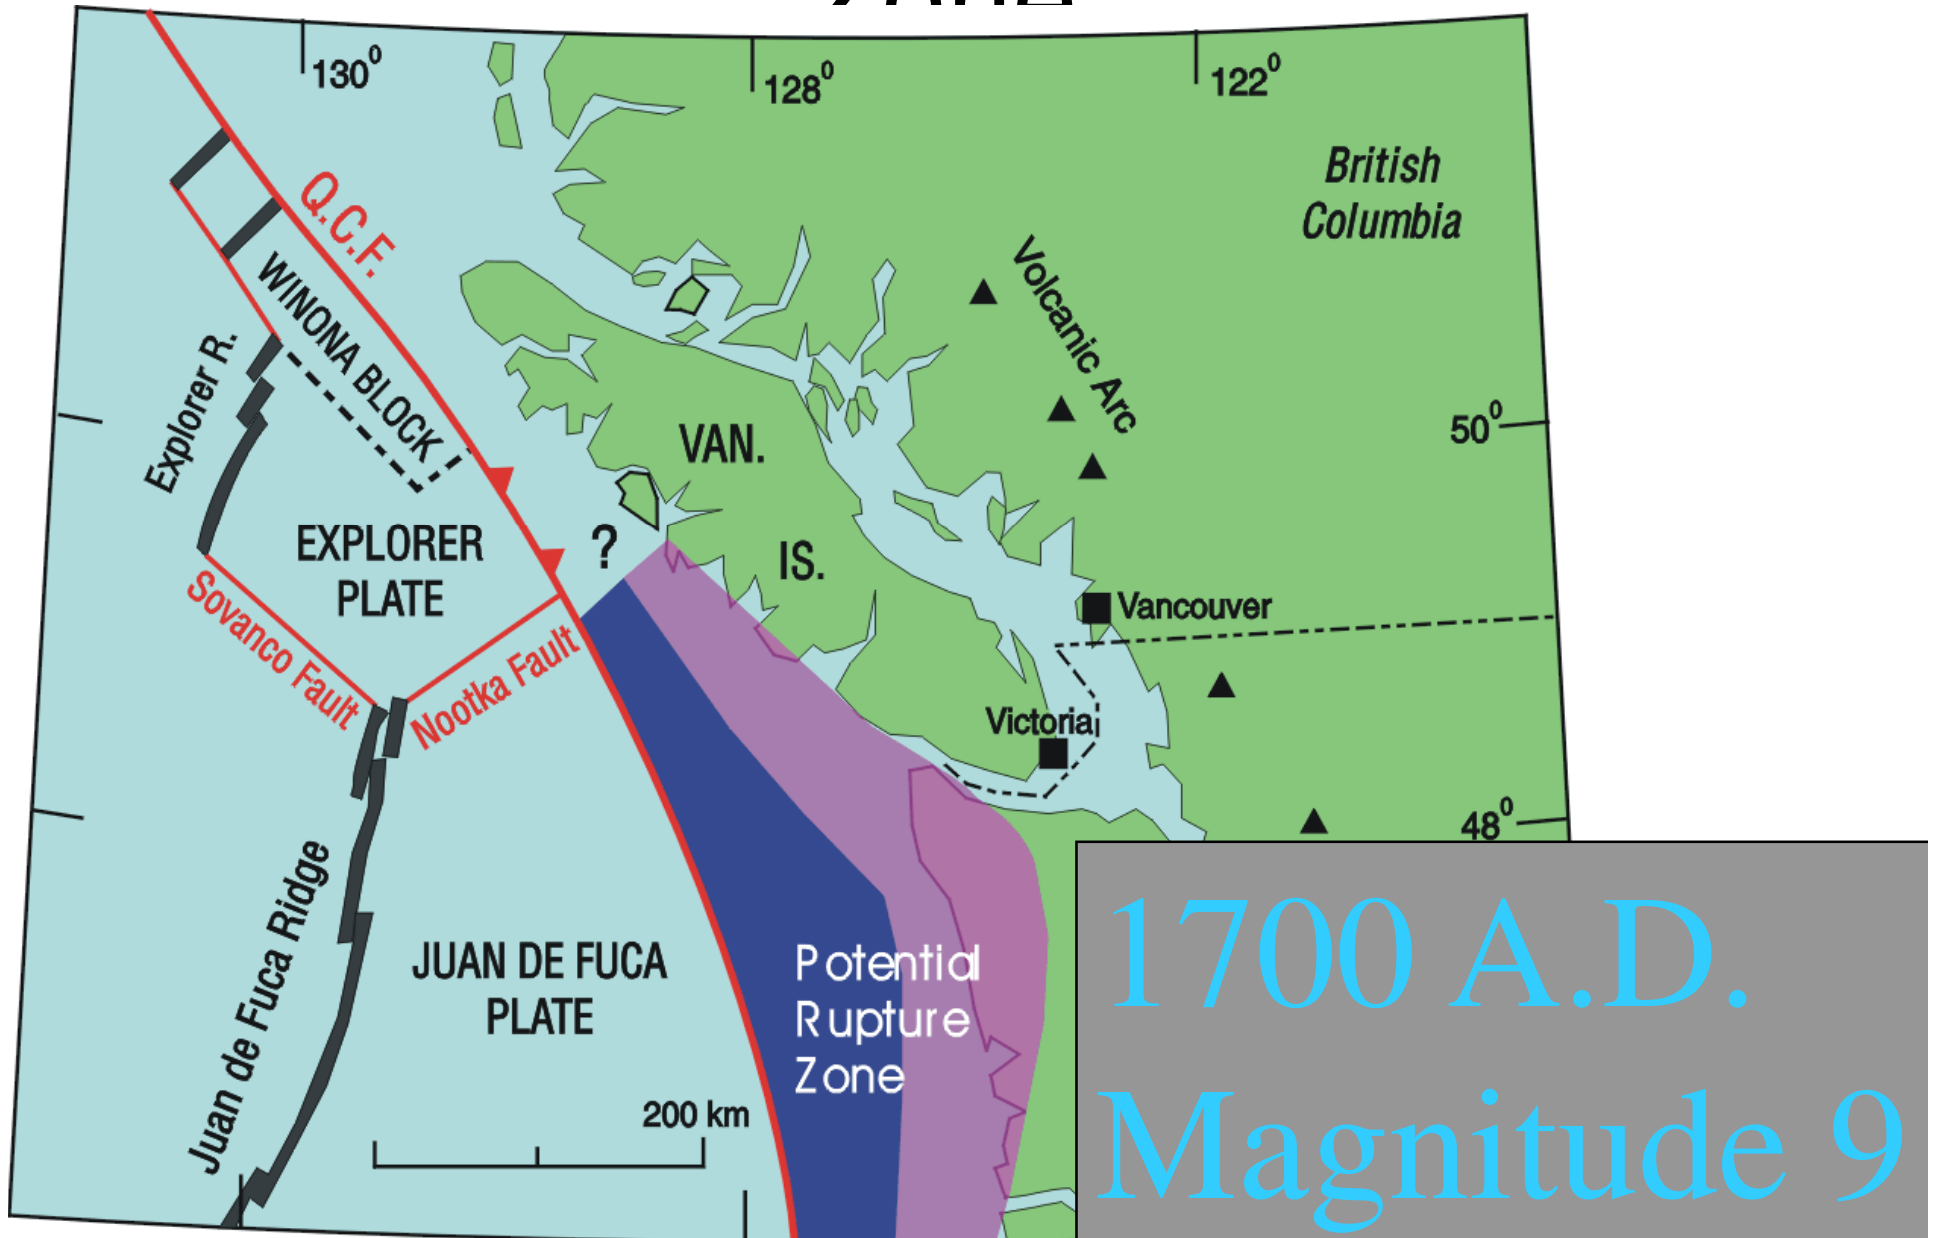 130⁰
128⁰
122⁰
British
Columbia
Q.C.F.
Volcanic Arc
WINONA BLOCK
Explorer R.
50⁰
VAN.
IS.
?
EXPLORER
PLATE
Vancouver
Sovanco Fault
Nootka Fault
Victoria
48⁰
Juan de Fuca Ridge
JUAN DE FUCA
PLATE
Potential
Rupture
Zone
200 km
1700 A.D.
Magnitude 9